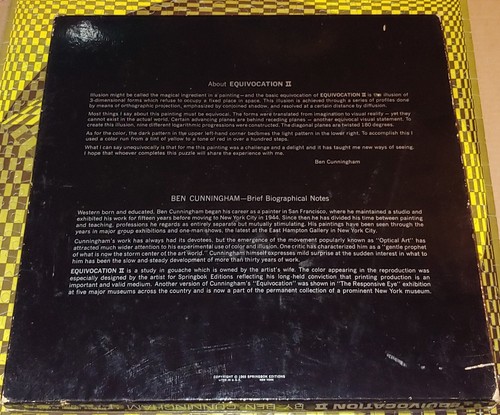 About EQUIVOCATION II
Illusion might be called the magical ingredient in a painting—and the basic equivocation of EQUIVOCATION II is the illusion of
3-dimensional forms which refuse to occupy a fixed place in space. This illusion is achieved through a series of profiles done
by means of orthographic projection, emphasized by conjoined shadow, and resolved at a certain distance by diffusion.
Most things I say about this painting must be equivocal. The forms were translated from imagination to visual reality — yet they
cannot exist in the actual world. Certain advancing planes are behind receding planes — another equivocal visual statement. To
create this illusion, nine different logarithmic progressions were constructed. The diagonal planes are twisted 180 degrees.
As for the color, the dark pattern in the upper left-hand corner becomes the light pattern in the lower right. To accomplish this I
used a color run from a tint of yellow to a tone of red in over a hundred steps.
What I can say unequivocally is that for me this painting was a challenge and a delight and it has taught me new ways of seeing.
I hope that whoever completes this puzzle will share the experience with me.
Ben Cunningham
BEN CUNNINGHAM—Brief Biographical Notes
Western born and educated, Ben Cunningham began his career as a painter in San Francisco, where he maintained a studio and
exhibited his work for fifteen years before moving to New York City in 1944. Since then he has divided his time between painting
and teaching, professions he regards as entirely separate but mutually stimulating. His paintings have been seen through the
years in major group exhibitions and one-man shows, the latest at the East Hampton Gallery in New York City.
Cunningham's work has always had its devotees, but the emergence of the movement popularly known as "Optical Art" has
attracted much wider attention to his experimental use of color and illusion. One critic has characterized him as a "gentle prophet
of what is now the storm center of the art world." Cunningham himself expresses mild surprise at the sudden interest in what to
him has been the slow and steady development of more than thirty years of work.
EQUIVOCATION II is a study in gouache which is owned by the artist's wife. The color appearing in the reproduction was
especially designed by the artist for Springbok Editions reflecting his long-held conviction that printing production is an
important and valid medium. Another version of Cunningham's "Equivocation" was shown in "The Responsive Eye" exhibition
at five major museums across the country and is now a part of the permanent collection of a prominent New York museum.
COPYRIGHT © 1965 SPRINGBOK EDITIONS
LITHO IN U.S.A. NEW YORK
EQUIVOCATION II BY BEN CUNNINGHAM